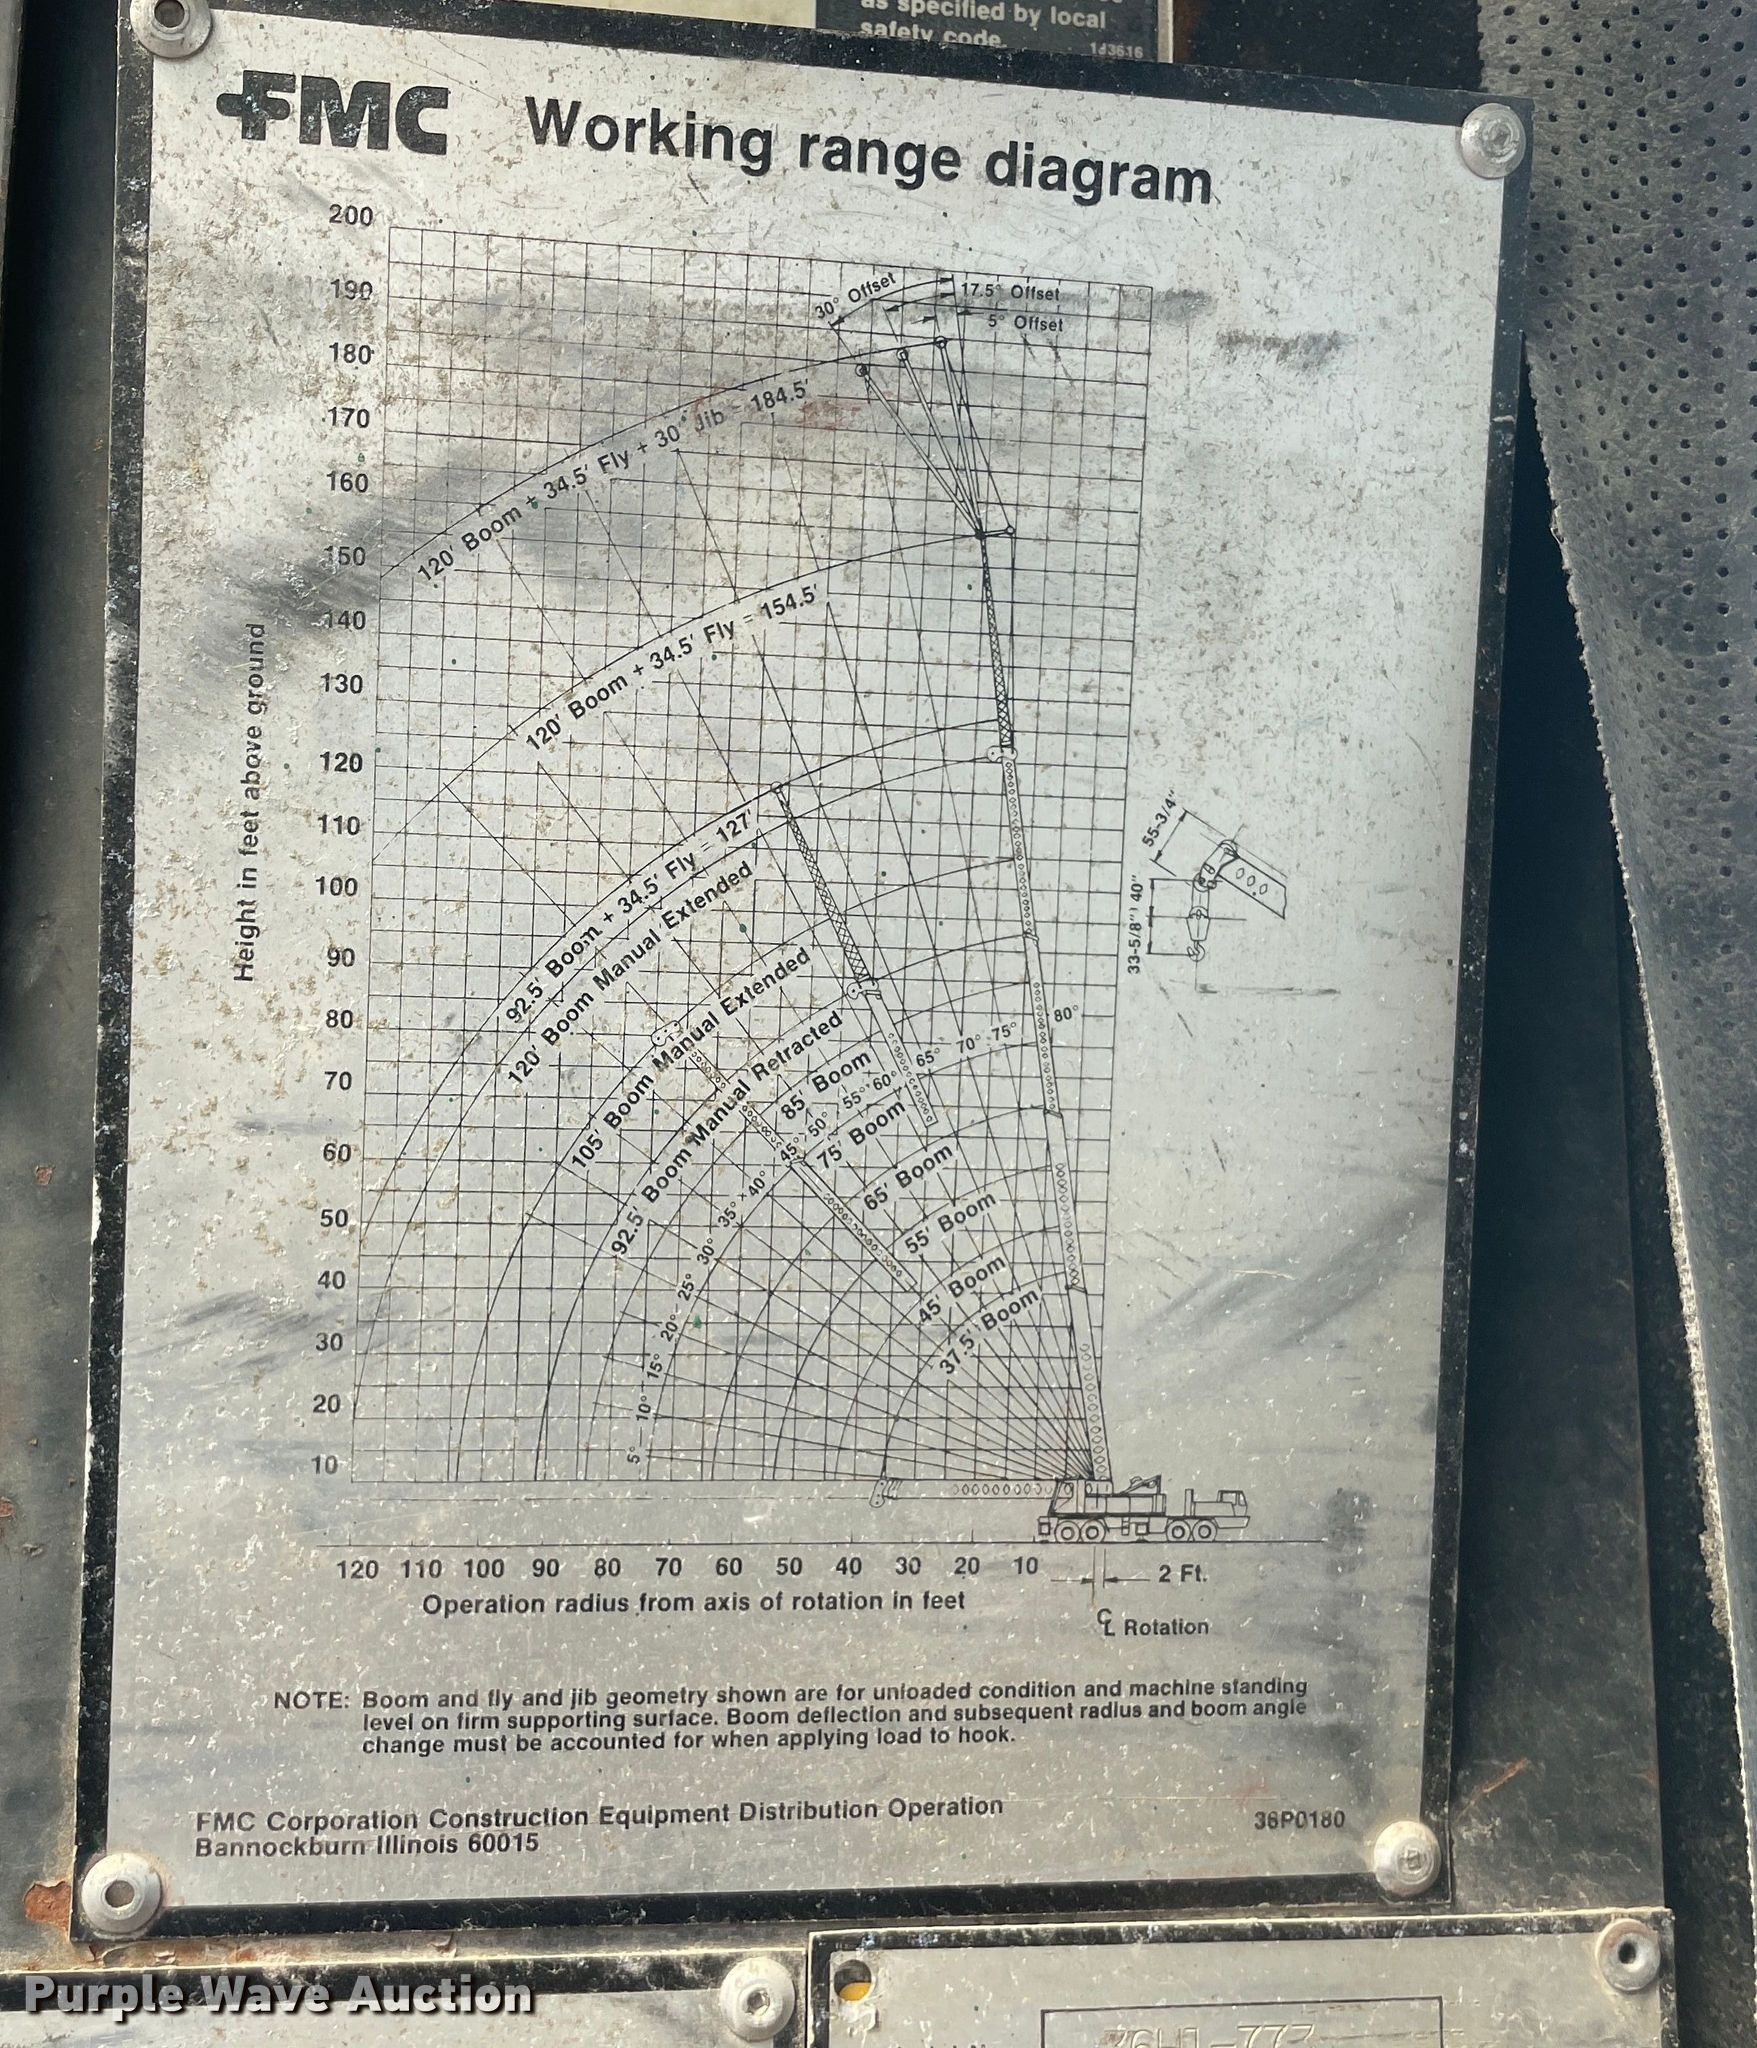 as specified by local
safety code.
1d3616
FMC Working range diagram
200
190
180
170
160
150
140
130
120
110
100
90
80
70
60
50
40
30
20
10
Height in feet above ground
30° Offset
17.5° Offset
5° Offset
120' Boom + 34.5' Fly + 30° Jib = 184.5'
120' Boom + 34.5' Fly = 154.5'
92.5' Boom + 34.5' Fly = 127'
120' Boom Manual Extended
105' Boom Manual Extended
92.5' Boom Manual Retracted
85' Boom
75' Boom
65' Boom
55' Boom
45' Boom
37.5' Boom
5° 10° 15° 20° 25° 30° 35° 40° 45° 50° 55° 60° 65° 70° 75° 80°
55-3/4"
40"
33-5/8"
120 110 100 90 80 70 60 50 40 30 20 10
2 Ft.
Operation radius from axis of rotation in feet
℄ Rotation
NOTE: Boom and fly and jib geometry shown are for unloaded condition and machine standing
level on firm supporting surface. Boom deflection and subsequent radius and boom angle
change must be accounted for when applying load to hook.
FMC Corporation Construction Equipment Distribution Operation
Bannockburn Illinois 60015
36P0180
Purple Wave Auction
36H1-777